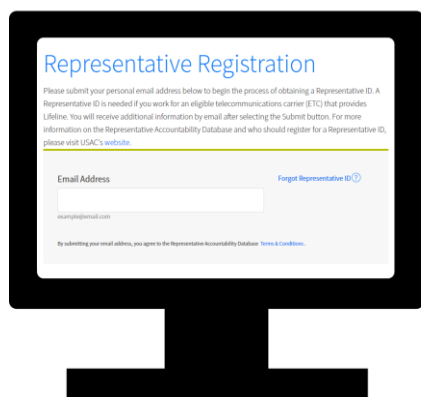 Representative Registration
Please submit your personal email address below to begin the process of obtaining a Representative ID. A
Representative ID is needed if you work for an eligible telecommunications carrier (ETC) that provides
Lifeline. You will receive additional information by email after selecting the Submit button. For more
information on the Representative Accountability Database and who should register for a Representative ID,
please visit USAC's website.
Email Address
Forgot Representative ID ?
example@email.com
By submitting your email address, you agree to the Representative Accountability Database Terms & Conditions.